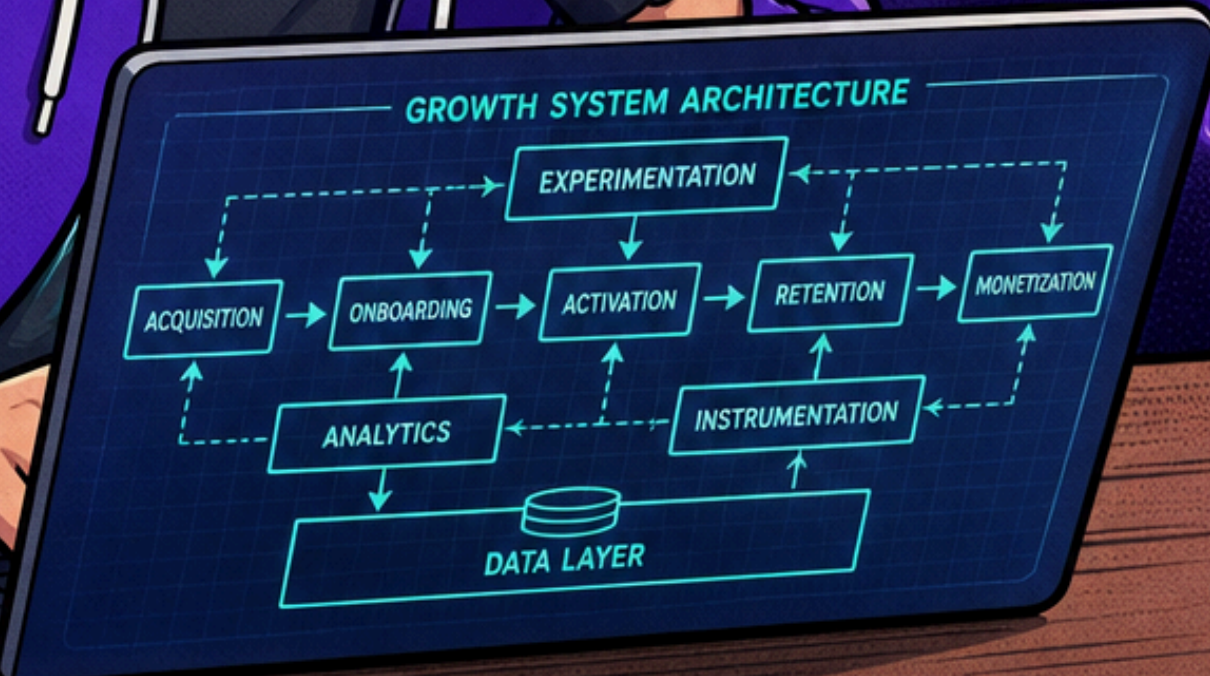 GROWTH SYSTEM ARCHITECTURE
EXPERIMENTATION
ACQUISITION
ONBOARDING
ACTIVATION
RETENTION
MONETIZATION
ANALYTICS
INSTRUMENTATION
DATA LAYER